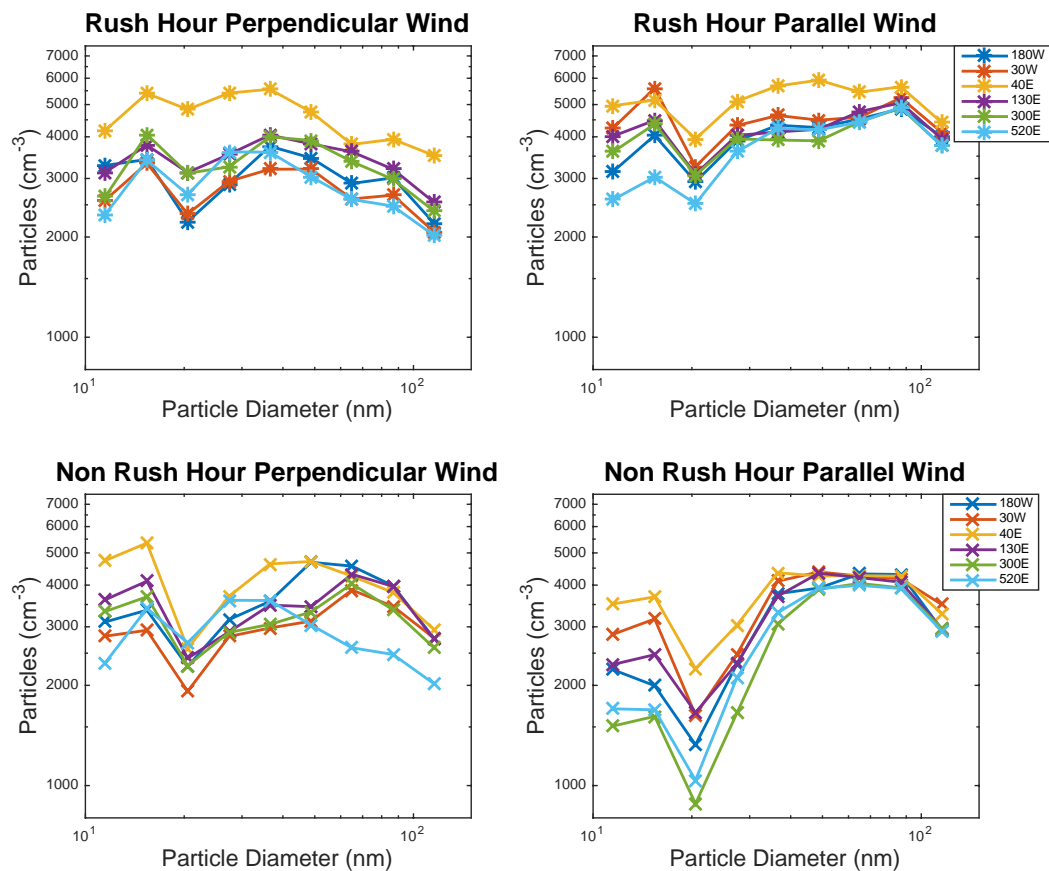 Rush Hour Perpendicular Wind
7000
6000
5000
4000
3000
2000
1000
10^1
10^2
Particles (cm^-3)
Particle Diameter (nm)
Rush Hour Parallel Wind
7000
6000
5000
4000
3000
2000
1000
10^1
10^2
Particles (cm^-3)
Particle Diameter (nm)
180W
30W
40E
130E
300E
520E
Non Rush Hour Perpendicular Wind
7000
6000
5000
4000
3000
2000
1000
10^1
10^2
Particles (cm^-3)
Particle Diameter (nm)
Non Rush Hour Parallel Wind
7000
6000
5000
4000
3000
2000
1000
10^1
10^2
Particles (cm^-3)
Particle Diameter (nm)
180W
30W
40E
130E
300E
520E